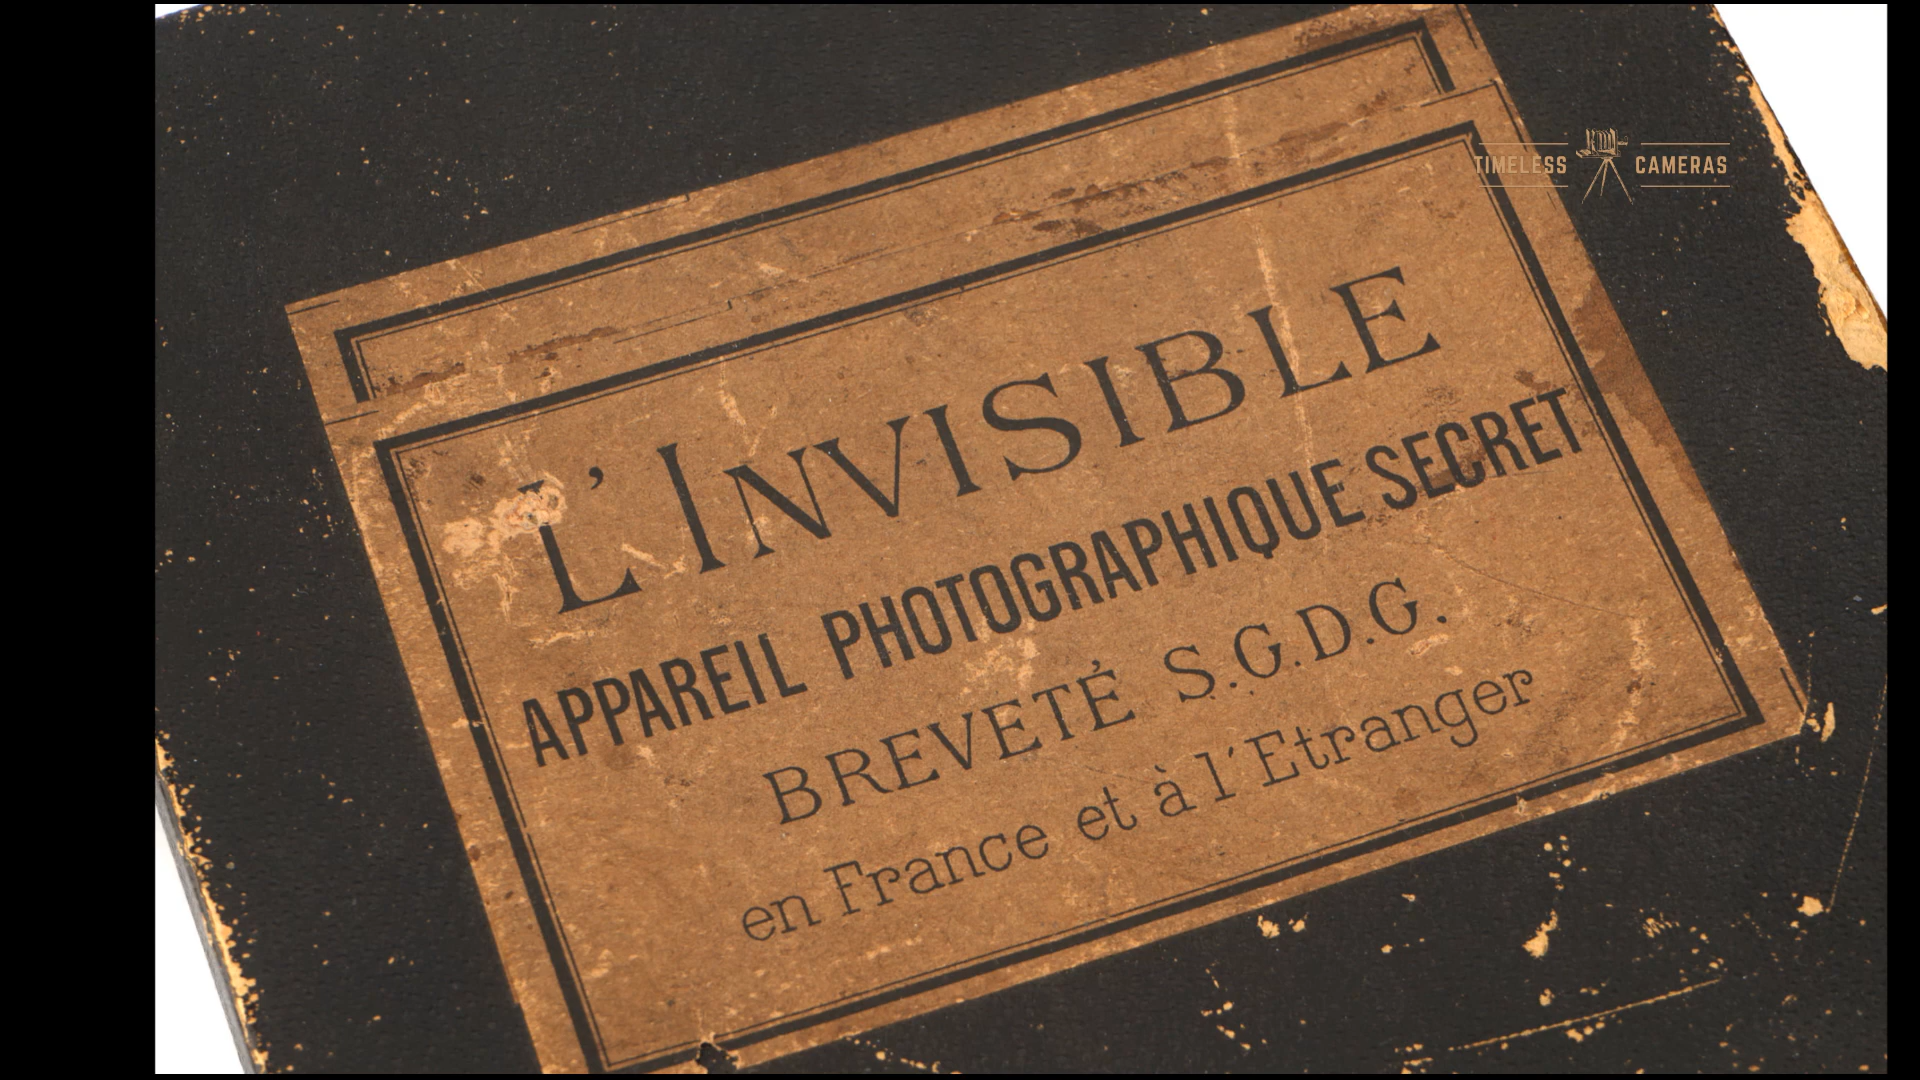 TIMELESS CAMERAS
L'INVISIBLE
APPAREIL PHOTOGRAPHIQUE SECRET
BREVETÉ S.G.D.G.
en France et à l'Etranger